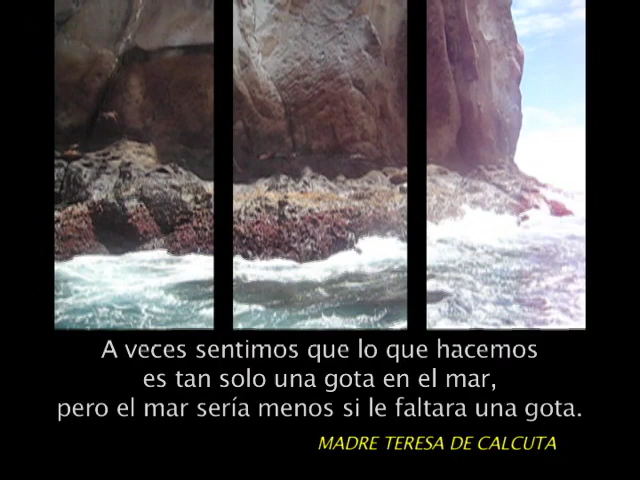 A veces sentimos que lo que hacemos
es tan solo una gota en el mar,
pero el mar sería menos si le faltara una gota.
MADRE TERESA DE CALCUTA